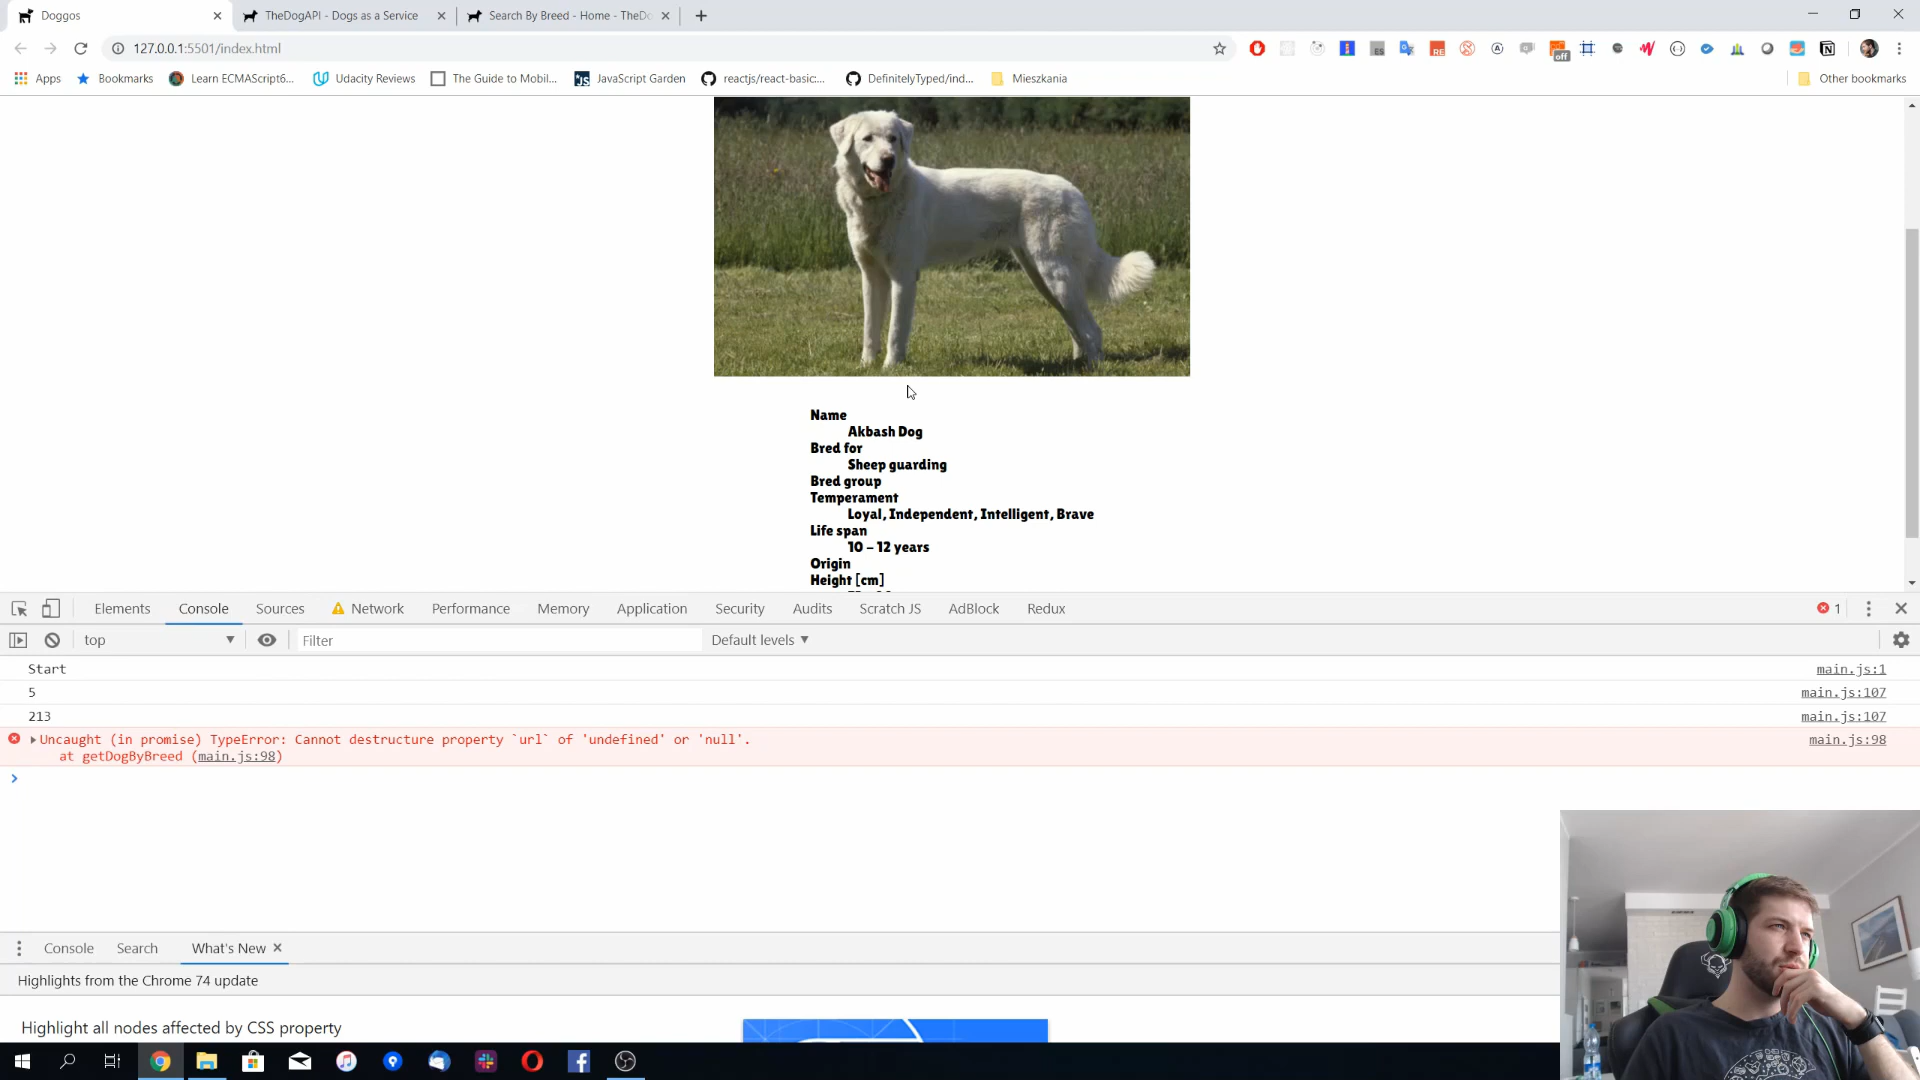 Doggos
TheDogAPI - Dogs as a Service
Search By Breed - Home - TheDo
127.0.0.1:5501/index.html
Apps
Bookmarks
Learn ECMAScript6...
Udacity Reviews
The Guide to Mobil...
JavaScript Garden
reactjs/react-basic:...
DefinitelyTyped/ind...
Mieszkania
Other bookmarks
off
Name
Akbash Dog
Bred for
Sheep guarding
Bred group
Temperament
Loyal, Independent, Intelligent, Brave
Life span
10 - 12 years
Origin
Height [cm]
Elements
Console
Sources
Network
Performance
Memory
Application
Security
Audits
Scratch JS
AdBlock
Redux
1
top
Filter
Default levels
Start
main.js:1
5
main.js:107
213
main.js:107
Uncaught (in promise) TypeError: Cannot destructure property `url` of 'undefined' or 'null'.
main.js:98
at getDogByBreed (main.js:98)
Console
Search
What's New
Highlights from the Chrome 74 update
Highlight all nodes affected by CSS property